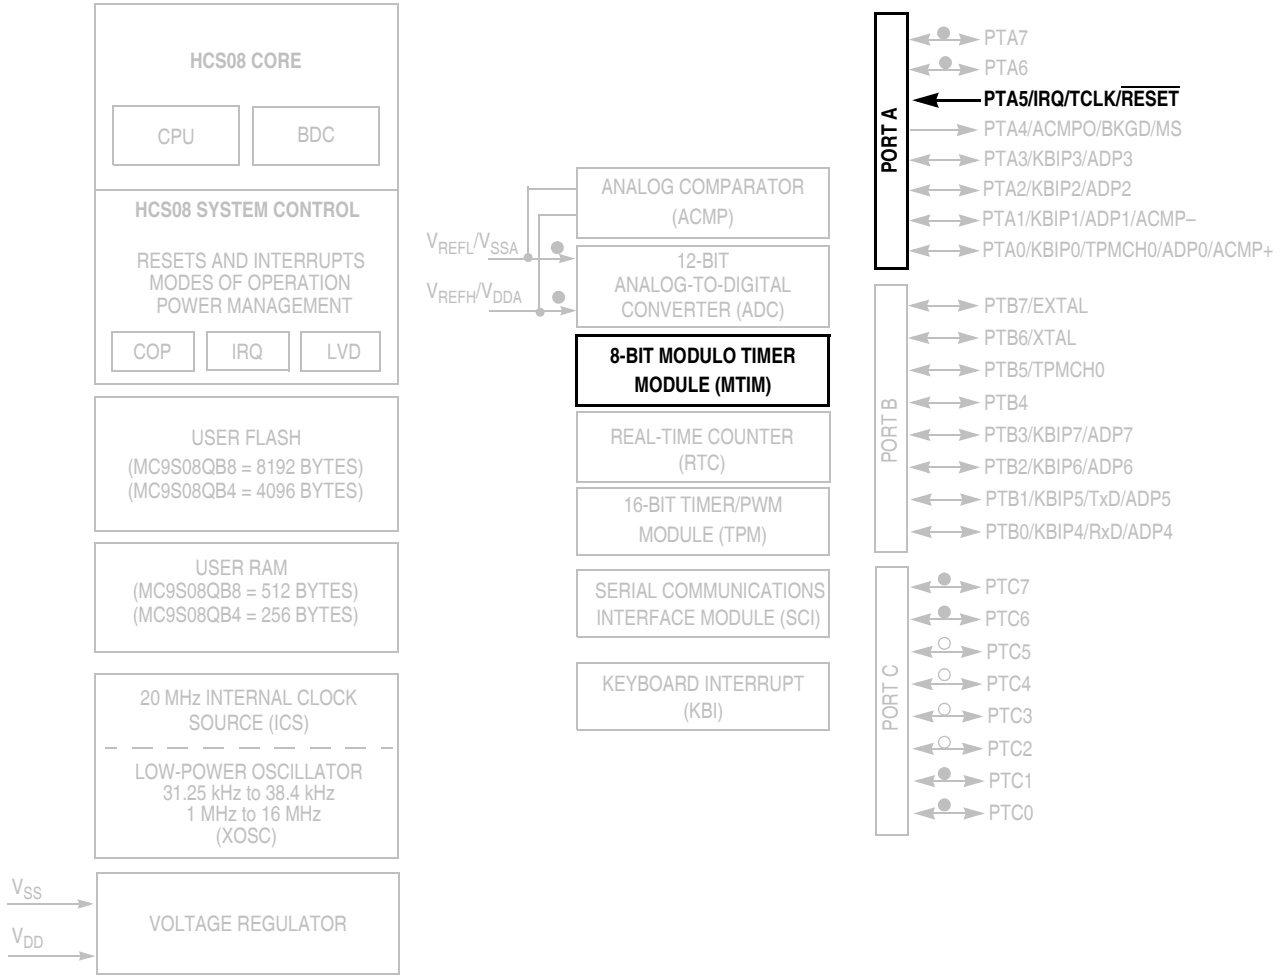 HCS08 CORE
CPU
BDC
HCS08 SYSTEM CONTROL
RESETS AND INTERRUPTS
MODES OF OPERATION
POWER MANAGEMENT
COP
IRQ
LVD
USER FLASH
(MC9S08QB8 = 8192 BYTES)
(MC9S08QB4 = 4096 BYTES)
USER RAM
(MC9S08QB8 = 512 BYTES)
(MC9S08QB4 = 256 BYTES)
20 MHz INTERNAL CLOCK
SOURCE (ICS)
LOW-POWER OSCILLATOR
31.25 kHz to 38.4 kHz
1 MHz to 16 MHz
(XOSC)
VSS
VDD
VOLTAGE REGULATOR
VREFL/VSSA
VREFH/VDDA
ANALOG COMPARATOR
(ACMP)
12-BIT
ANALOG-TO-DIGITAL
CONVERTER (ADC)
8-BIT MODULO TIMER
MODULE (MTIM)
REAL-TIME COUNTER
(RTC)
16-BIT TIMER/PWM
MODULE (TPM)
SERIAL COMMUNICATIONS
INTERFACE MODULE (SCI)
KEYBOARD INTERRUPT
(KBI)
PORT A
PTA7
PTA6
PTA5/IRQ/TCLK/RESET
PTA4/ACMPO/BKGD/MS
PTA3/KBIP3/ADP3
PTA2/KBIP2/ADP2
PTA1/KBIP1/ADP1/ACMP–
PTA0/KBIP0/TPMCH0/ADP0/ACMP+
PORT B
PTB7/EXTAL
PTB6/XTAL
PTB5/TPMCH0
PTB4
PTB3/KBIP7/ADP7
PTB2/KBIP6/ADP6
PTB1/KBIP5/TxD/ADP5
PTB0/KBIP4/RxD/ADP4
PORT C
PTC7
PTC6
PTC5
PTC4
PTC3
PTC2
PTC1
PTC0